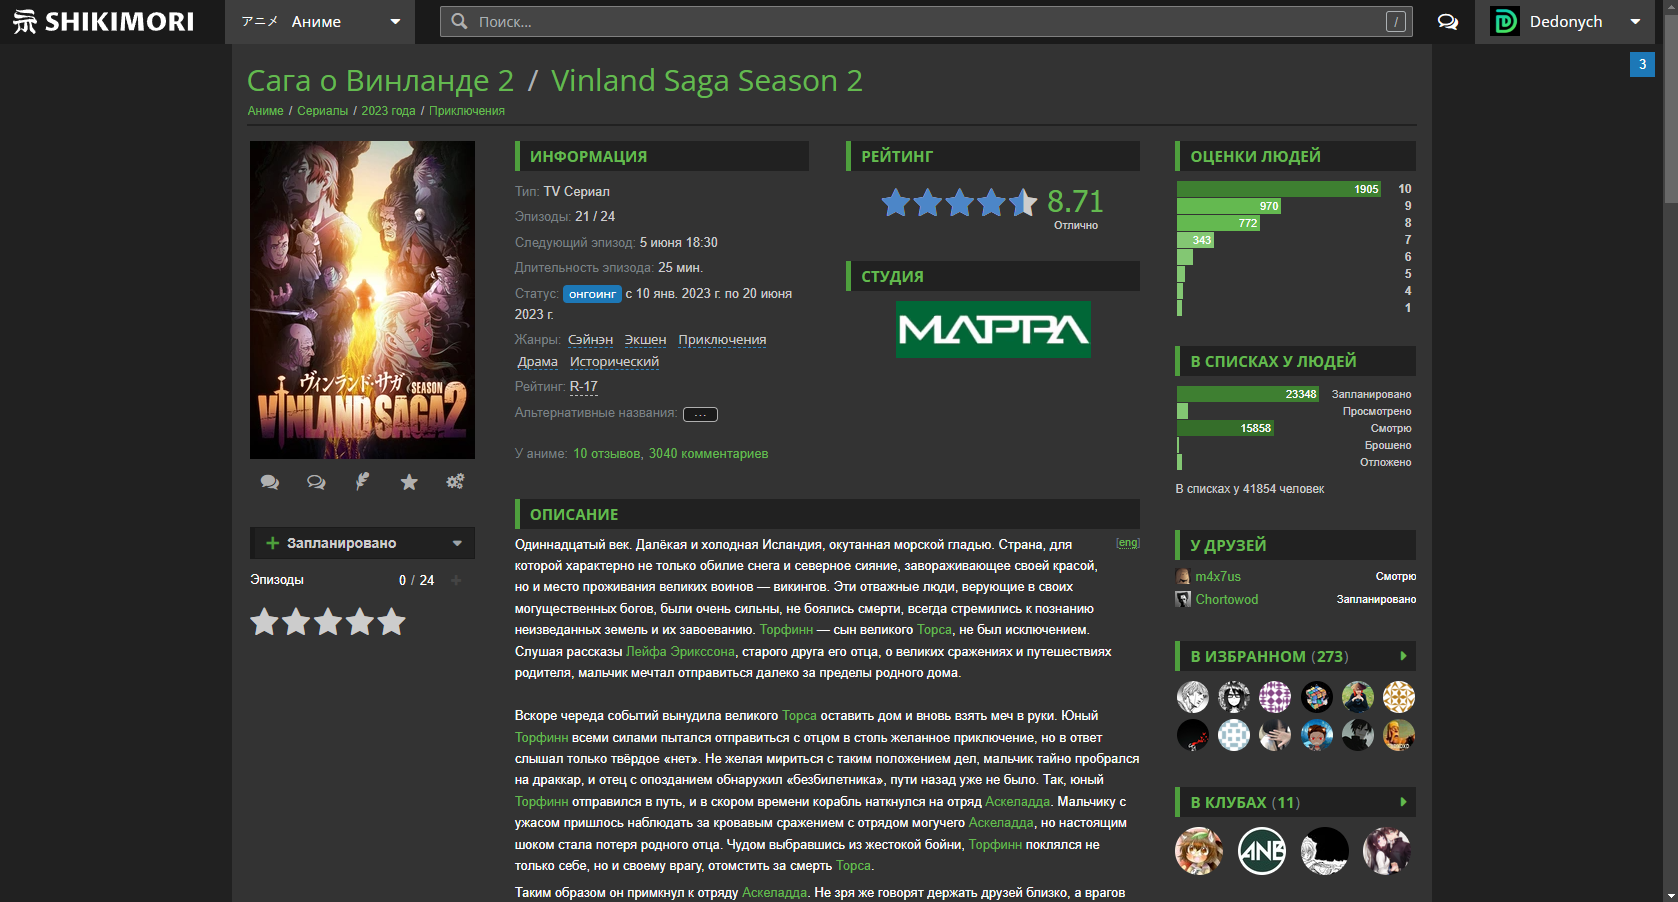 SHIKIMORI
アニメ Аниме
Поиск...
/
Dedonych
3
Сага о Винланде 2 / Vinland Saga Season 2
Аниме / Сериалы / 2023 года / Приключения
ヴィンランド・サガ
SEASON
VINLAND SAGA 2
Запланировано
Эпизоды 0 / 24
ИНФОРМАЦИЯ
Тип: TV Сериал
Эпизоды: 21 / 24
Следующий эпизод: 5 июня 18:30
Длительность эпизода: 25 мин.
Статус: онгоинг с 10 янв. 2023 г. по 20 июня
2023 г.
Жанры: Сэйнэн Экшен Приключения
Драма Исторический
Рейтинг: R-17
Альтернативные названия: ...
У аниме: 10 отзывов, 3040 комментариев
РЕЙТИНГ
8.71
Отлично
СТУДИЯ
MAPPA
ОПИСАНИЕ
[eng]
Одиннадцатый век. Далёкая и холодная Исландия, окутанная морской гладью. Страна, для
которой характерно не только обилие снега и северное сияние, завораживающее своей красой,
но и место проживания великих воинов — викингов. Эти отважные люди, верующие в своих
могущественных богов, были очень сильны, не боялись смерти, всегда стремились к познанию
неизведанных земель и их завоеванию. Торфинн — сын великого Торса, не был исключением.
Слушая рассказы Лейфа Эрикссона, старого друга его отца, о великих сражениях и путешествиях
родителя, мальчик мечтал отправиться далеко за пределы родного дома.
Вскоре череда событий вынудила великого Торса оставить дом и вновь взять меч в руки. Юный
Торфинн всеми силами пытался отправиться с отцом в столь желанное приключение, но в ответ
слышал только твёрдое «нет». Не желая мириться с таким положением дел, мальчик тайно пробрался
на драккар, и отец с опозданием обнаружил «безбилетника», пути назад уже не было. Так, юный
Торфинн отправился в путь, и в скором времени корабль наткнулся на отряд Аскеладда. Мальчику с
ужасом пришлось наблюдать за кровавым сражением с отрядом могучего Аскеладда, но настоящим
шоком стала потеря родного отца. Чудом выбравшись из жестокой бойни, Торфинн поклялся не
только себе, но и своему врагу, отомстить за смерть Торса.
Таким образом он примкнул к отряду Аскеладда. Не зря же говорят держать друзей близко, а врагов
ОЦЕНКИ ЛЮДЕЙ
1905 10
970 9
772 8
343 7
6
5
4
1
В СПИСКАХ У ЛЮДЕЙ
23348 Запланировано
Просмотрено
15858 Смотрю
Брошено
Отложено
В списках у 41854 человек
У ДРУЗЕЙ
m4x7us Смотрю
Chortowod Запланировано
В ИЗБРАННОМ (273)
В КЛУБАХ (11)
ANB